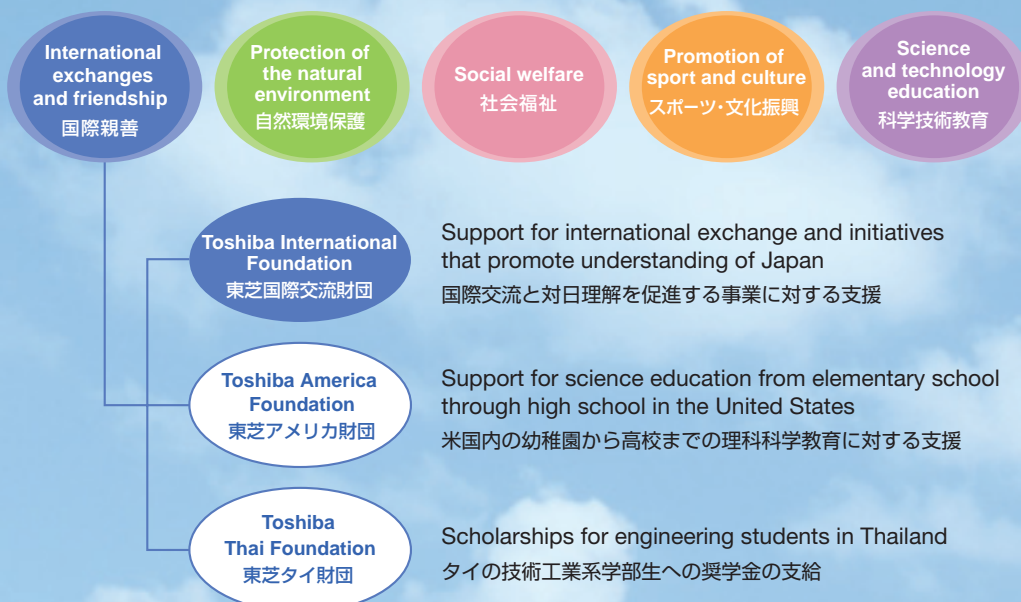 International
exchanges
and friendship
国際親善
Protection of
the natural
environment
自然環境保護
Social welfare
社会福祉
Promotion of
sport and culture
スポーツ・文化振興
Science
and technology
education
科学技術教育
Toshiba International
Foundation
東芝国際交流財団
Support for international exchange and initiatives
that promote understanding of Japan
国際交流と対日理解を促進する事業に対する支援
Toshiba America
Foundation
東芝アメリカ財団
Support for science education from elementary school
through high school in the United States
米国内の幼稚園から高校までの理科科学教育に対する支援
Toshiba
Thai Foundation
東芝タイ財団
Scholarships for engineering students in Thailand
タイの技術工業系学部生への奨学金の支給